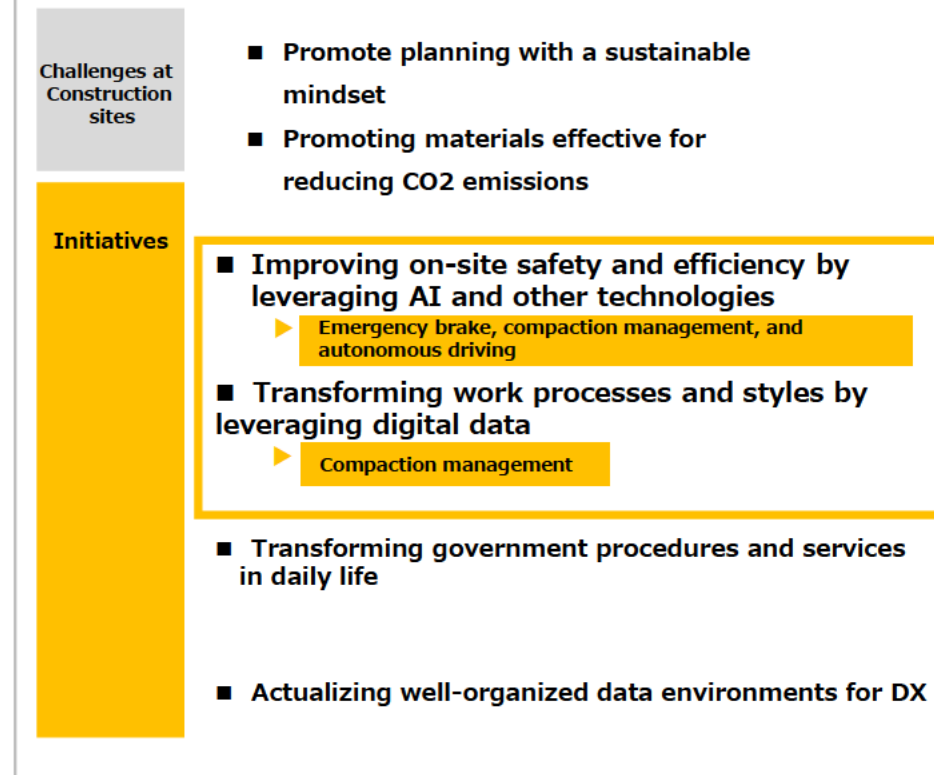 Challenges at
Construction
sites
■ Promote planning with a sustainable
mindset
■ Promoting materials effective for
reducing CO2 emissions
Initiatives
■ Improving on-site safety and efficiency by
leveraging AI and other technologies
Emergency brake, compaction management, and
autonomous driving
■ Transforming work processes and styles by
leveraging digital data
Compaction management
■ Transforming government procedures and services
in daily life
■ Actualizing well-organized data environments for DX